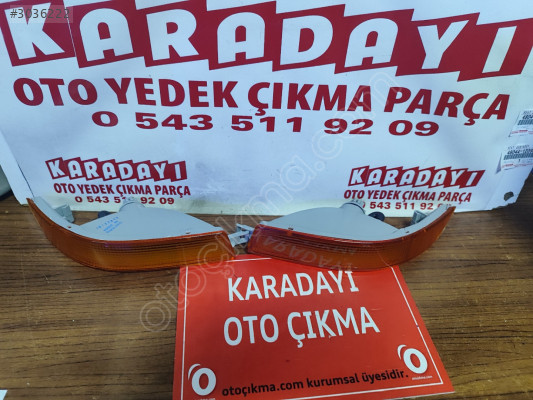 #3036222
KARADAYI
OTO YEDEK ÇIKMA PARÇA
0 543 511 92 09
KARADAYI
OTO YEDEK ÇIKMA PARÇA
0 543 511 92 09
KARADAYI
OTO YEDEK ÇIKMA PARÇA
0 543 511 92 09
KARADAYI
OTO ÇIKMA
otoçıkma.com kurumsal üyesidir.